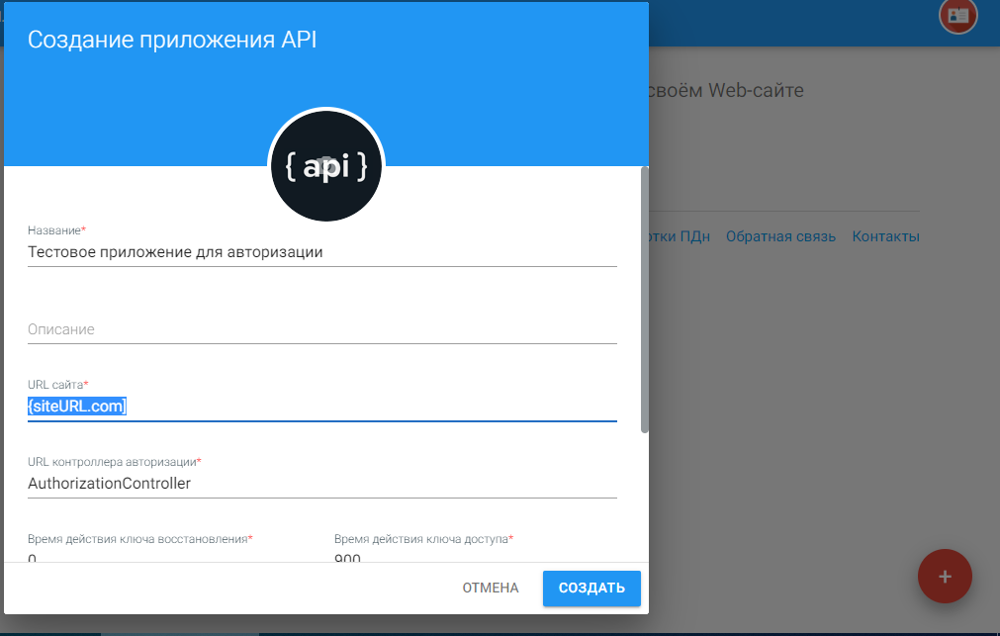 Создание приложения API
своём Web-сайте
{ api }
Название*
Тестовое приложение для авторизации
ПДн Обратная связь Контакты
Описание
URL сайта*
{siteURL.com}
URL контроллера авторизации*
AuthorizationController
Время действия ключа восстановления* Время действия ключа доступа*
0 900
ОТМЕНА СОЗДАТЬ
+